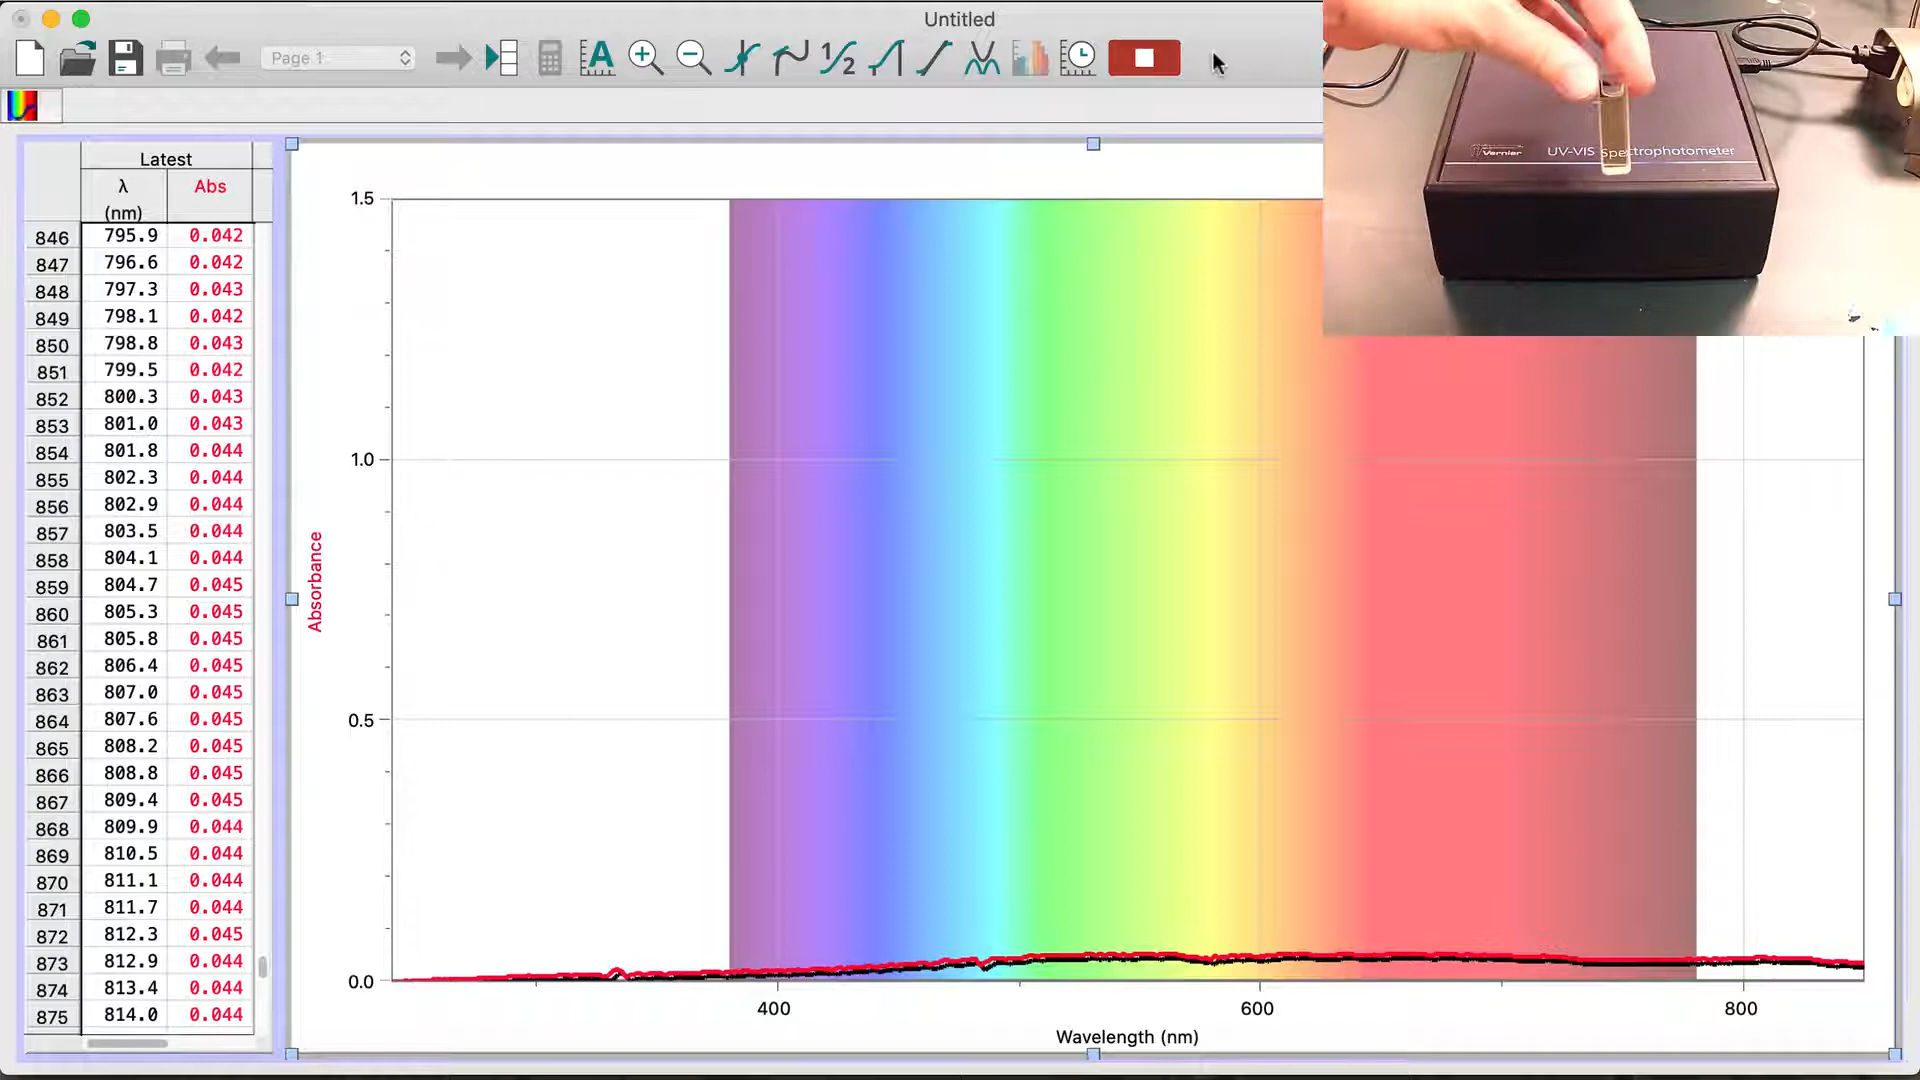 Untitled
Page 1
A
1/2
Latest
λ Abs
(nm)
846 795.9 0.042
847 796.6 0.042
848 797.3 0.043
849 798.1 0.042
850 798.8 0.043
851 799.5 0.042
852 800.3 0.043
853 801.0 0.043
854 801.8 0.044
855 802.3 0.044
856 802.9 0.044
857 803.5 0.044
858 804.1 0.044
859 804.7 0.045
860 805.3 0.045
861 805.8 0.045
862 806.4 0.045
863 807.0 0.045
864 807.6 0.045
865 808.2 0.045
866 808.8 0.045
867 809.4 0.045
868 809.9 0.044
869 810.5 0.044
870 811.1 0.044
871 811.7 0.044
872 812.3 0.045
873 812.9 0.044
874 813.4 0.044
875 814.0 0.044
1.5
1.0
0.5
0.0
Absorbance
400 600 800
Wavelength (nm)
Vernier UV-VIS Spectrophotometer